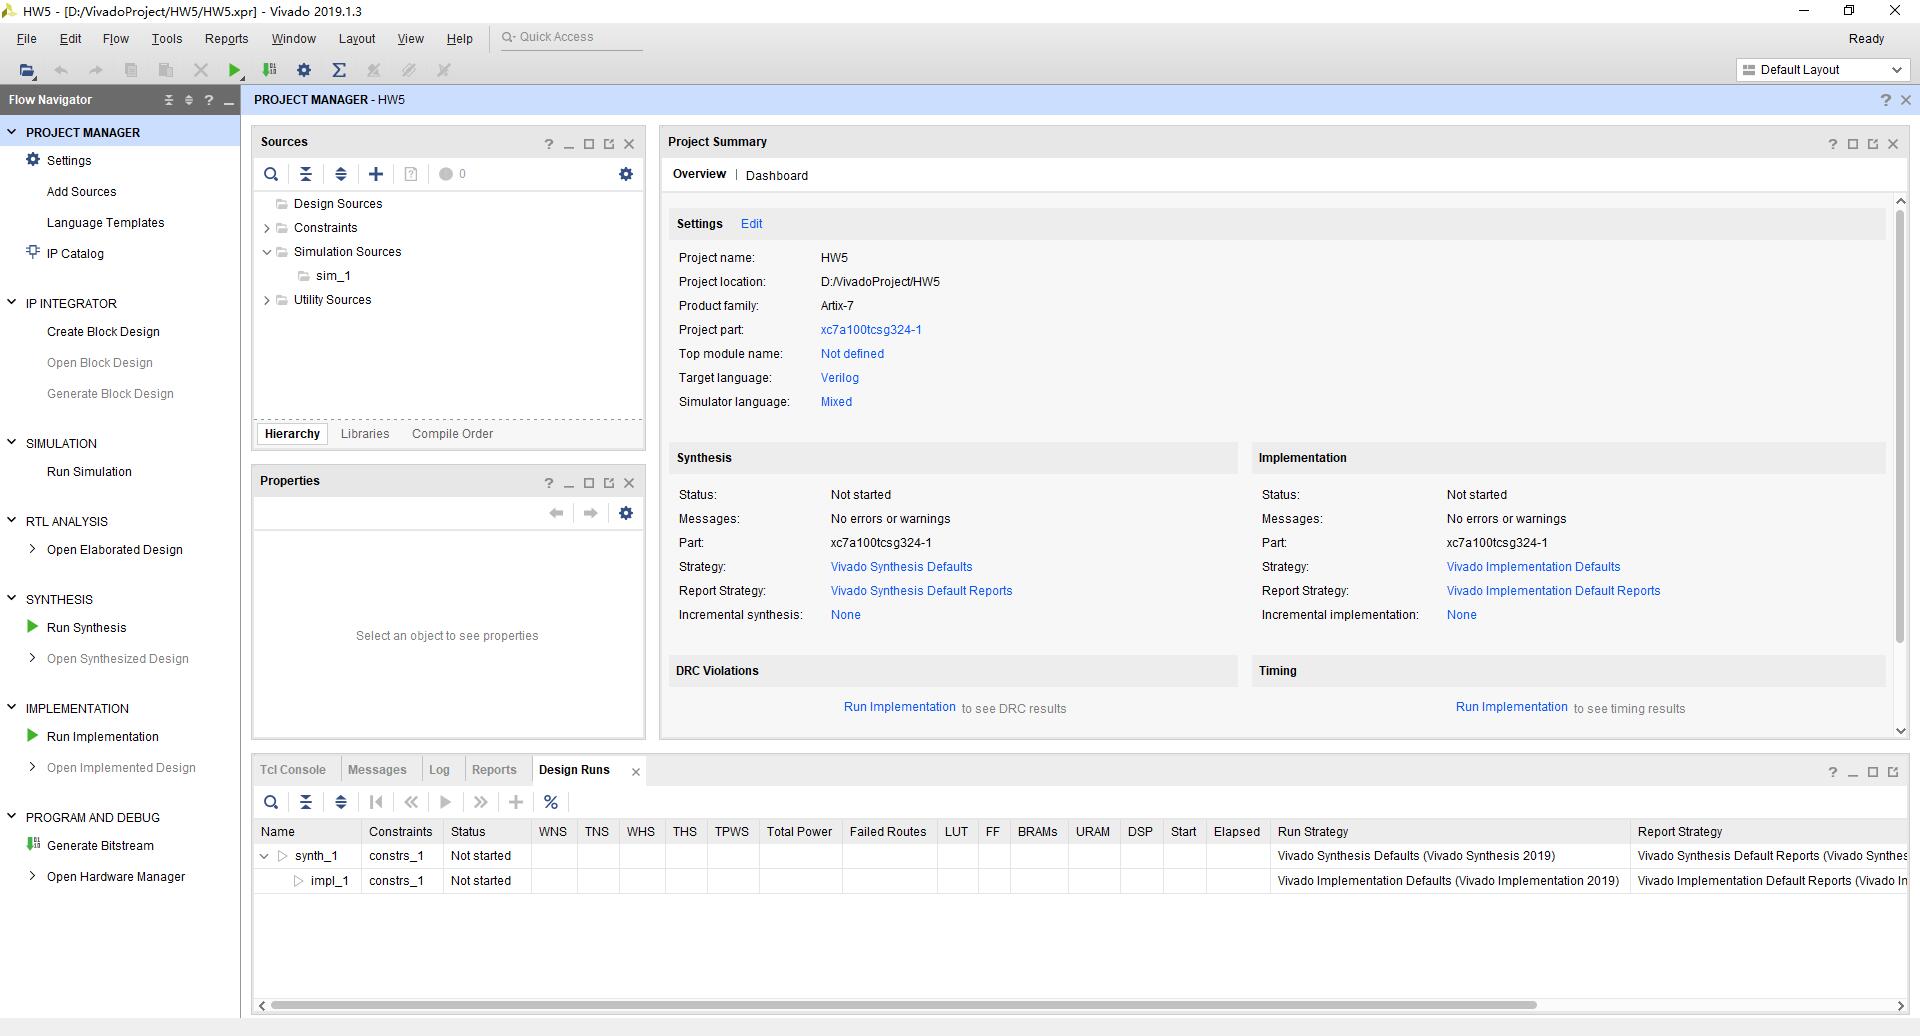 HW5 - [D:/VivadoProject/HW5/HW5.xpr] - Vivado 2019.1.3
File Edit Flow Tools Reports Window Layout View Help Quick Access Ready
Default Layout
Flow Navigator
PROJECT MANAGER
Settings
Add Sources
Language Templates
IP Catalog
IP INTEGRATOR
Create Block Design
Open Block Design
Generate Block Design
SIMULATION
Run Simulation
RTL ANALYSIS
Open Elaborated Design
SYNTHESIS
Run Synthesis
Open Synthesized Design
IMPLEMENTATION
Run Implementation
Open Implemented Design
PROGRAM AND DEBUG
Generate Bitstream
Open Hardware Manager
PROJECT MANAGER - HW5
Sources
0
Design Sources
Constraints
Simulation Sources
sim_1
Utility Sources
Hierarchy Libraries Compile Order
Properties
Select an object to see properties
Project Summary
Overview | Dashboard
Settings Edit
Project name: HW5
Project location: D:/VivadoProject/HW5
Product family: Artix-7
Project part: xc7a100tcsg324-1
Top module name: Not defined
Target language: Verilog
Simulator language: Mixed
Synthesis
Status: Not started
Messages: No errors or warnings
Part: xc7a100tcsg324-1
Strategy: Vivado Synthesis Defaults
Report Strategy: Vivado Synthesis Default Reports
Incremental synthesis: None
Implementation
Status: Not started
Messages: No errors or warnings
Part: xc7a100tcsg324-1
Strategy: Vivado Implementation Defaults
Report Strategy: Vivado Implementation Default Reports
Incremental implementation: None
DRC Violations
Run Implementation to see DRC results
Timing
Run Implementation to see timing results
Tcl Console Messages Log Reports Design Runs
Name Constraints Status WNS TNS WHS THS TPWS Total Power Failed Routes LUT FF BRAMs URAM DSP Start Elapsed Run Strategy Report Strategy
synth_1 constrs_1 Not started Vivado Synthesis Defaults (Vivado Synthesis 2019) Vivado Synthesis Default Reports (Vivado Synthes
impl_1 constrs_1 Not started Vivado Implementation Defaults (Vivado Implementation 2019) Vivado Implementation Default Reports (Vivado In